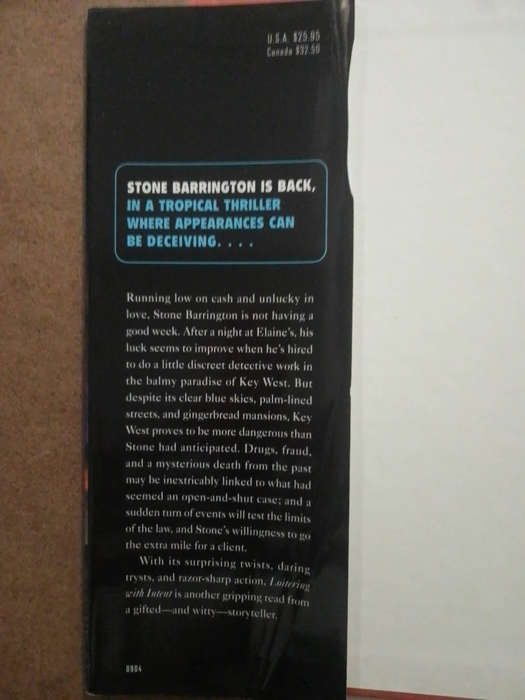 U.S.A. $25.95
Canada $32.50
STONE BARRINGTON IS BACK,
IN A TROPICAL THRILLER
WHERE APPEARANCES CAN
BE DECEIVING. . . .
Running low on cash and unlucky in
love, Stone Barrington is not having a
good week. After a night at Elaine's, his
luck seems to improve when he's hired
to do a little discreet detective work in
the balmy paradise of Key West. But
despite its clear blue skies, palm-lined
streets, and gingerbread mansions, Key
West proves to be more dangerous than
Stone had anticipated. Drugs, fraud,
and a mysterious death from the past
may be inextricably linked to what had
seemed an open-and-shut case; and a
sudden turn of events will test the limits
of the law, and Stone's willingness to go
the extra mile for a client.
With its surprising twists, daring
trysts, and razor-sharp action, Loitering
with Intent is another gripping read from
a gifted—and witty—storyteller.
0904